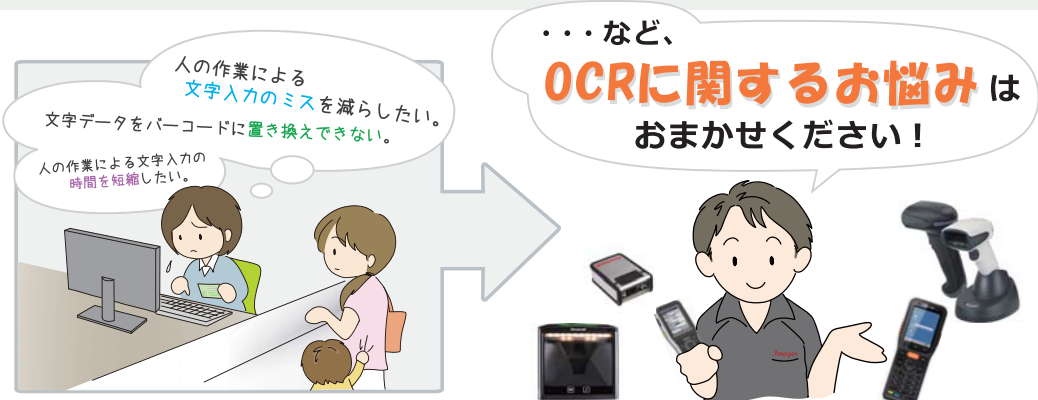 人の作業による
文字入力のミスを減らしたい。
文字データをバーコードに置き換えできない。
人の作業による文字入力の
時間を短縮したい。
・・・など、
OCRに関するお悩みは
おまかせください！
Imager